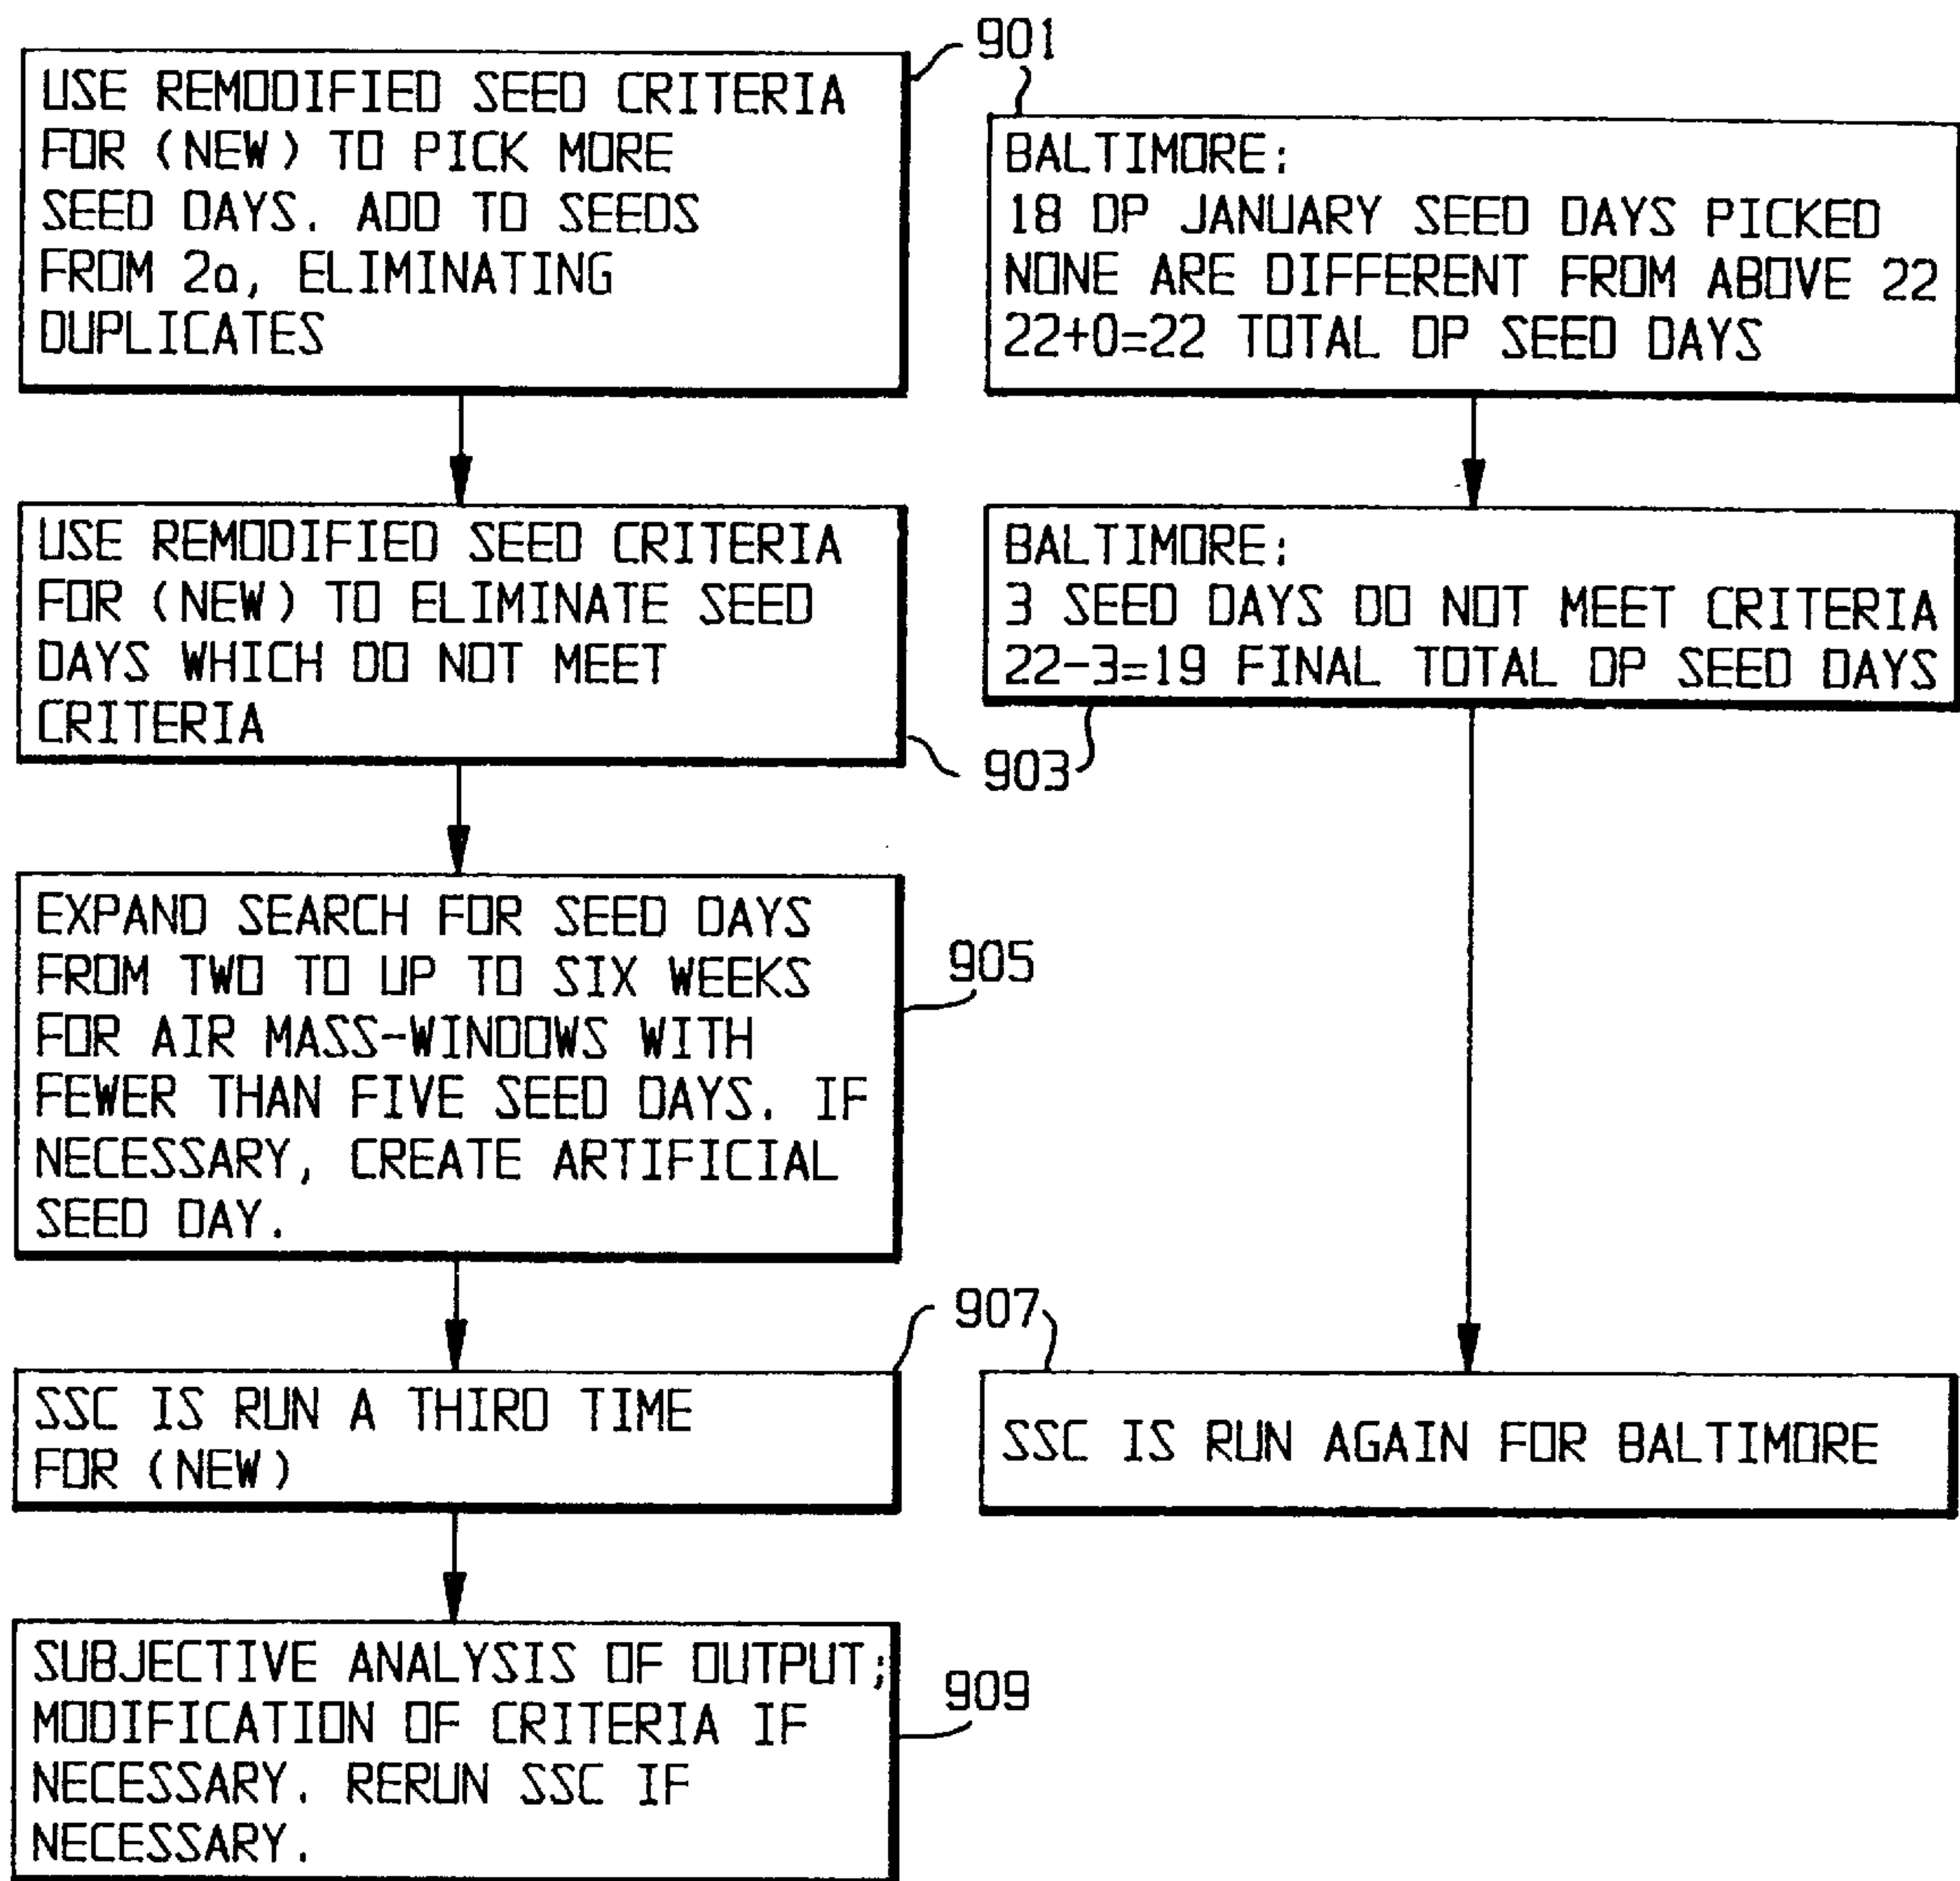 901
USE REMODIFIED SEED CRITERIA
FOR (NEW) TO PICK MORE
SEED DAYS. ADD TO SEEDS
FROM 2a, ELIMINATING
DUPLICATES
BALTIMORE:
18 DP JANUARY SEED DAYS PICKED
NONE ARE DIFFERENT FROM ABOVE 22
22+0=22 TOTAL DP SEED DAYS
USE REMODIFIED SEED CRITERIA
FOR (NEW) TO ELIMINATE SEED
DAYS WHICH DO NOT MEET
CRITERIA
BALTIMORE:
3 SEED DAYS DO NOT MEET CRITERIA
22-3=19 FINAL TOTAL DP SEED DAYS
903
EXPAND SEARCH FOR SEED DAYS
FROM TWO TO UP TO SIX WEEKS
FOR AIR MASS-WINDOWS WITH
FEWER THAN FIVE SEED DAYS. IF
NECESSARY, CREATE ARTIFICIAL
SEED DAY.
905
907
SSC IS RUN A THIRD TIME
FOR (NEW)
SSC IS RUN AGAIN FOR BALTIMORE
SUBJECTIVE ANALYSIS OF OUTPUT;
MODIFICATION OF CRITERIA IF
NECESSARY. RERUN SSC IF
NECESSARY.
909